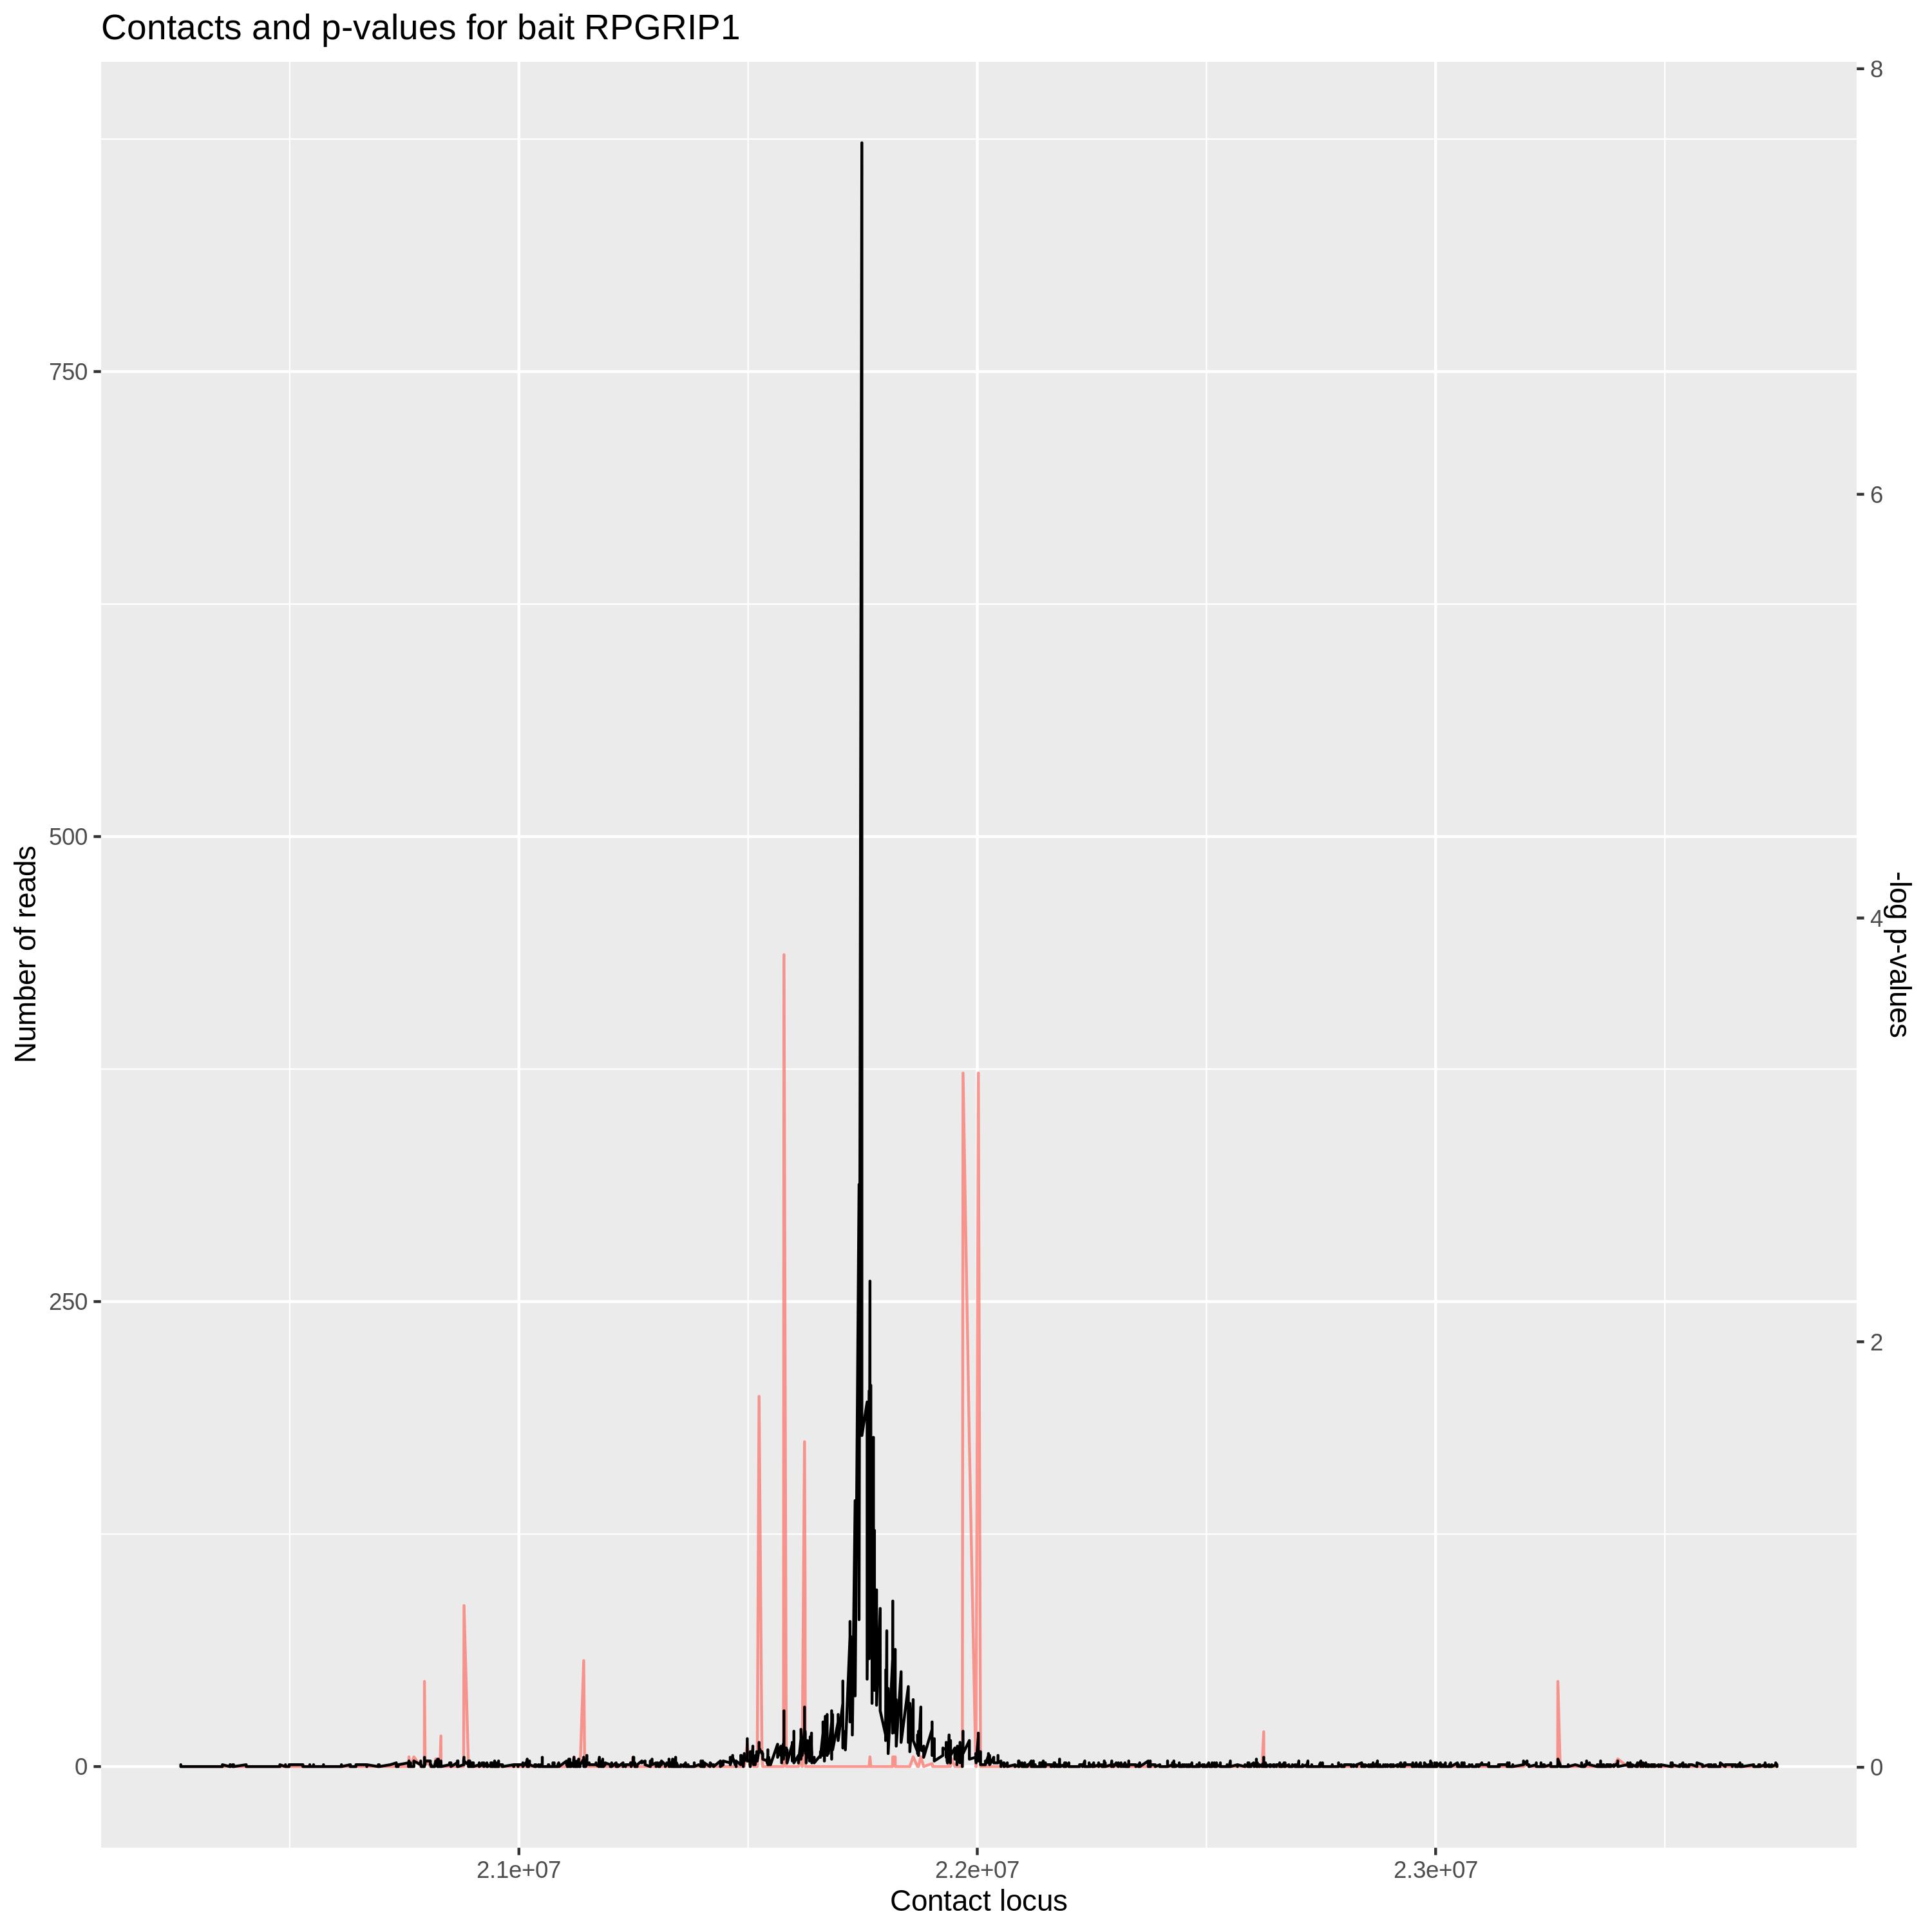 Contacts and p-values for bait RPGRIP1
Number of reads
750
500
250
0
8
6
4
2
0
-log p-values
2.1e+07
2.2e+07
2.3e+07
Contact locus